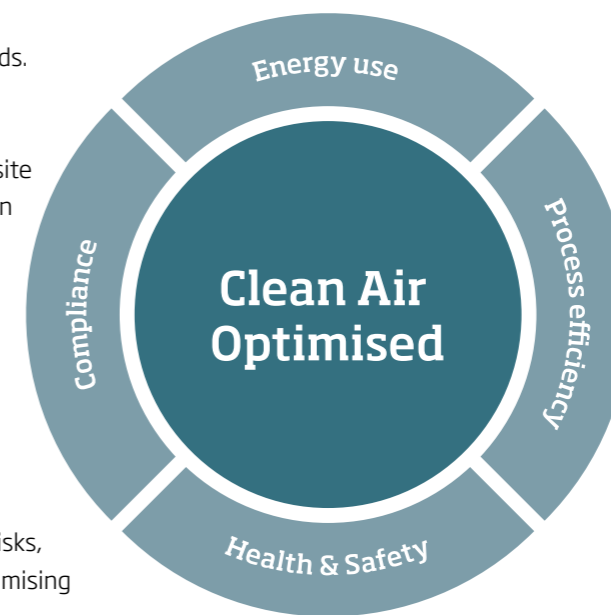 ds.
site
n
isks,
mising
Energy use
Process efficiency
Health & Safety
Compliance
Clean Air
Optimised